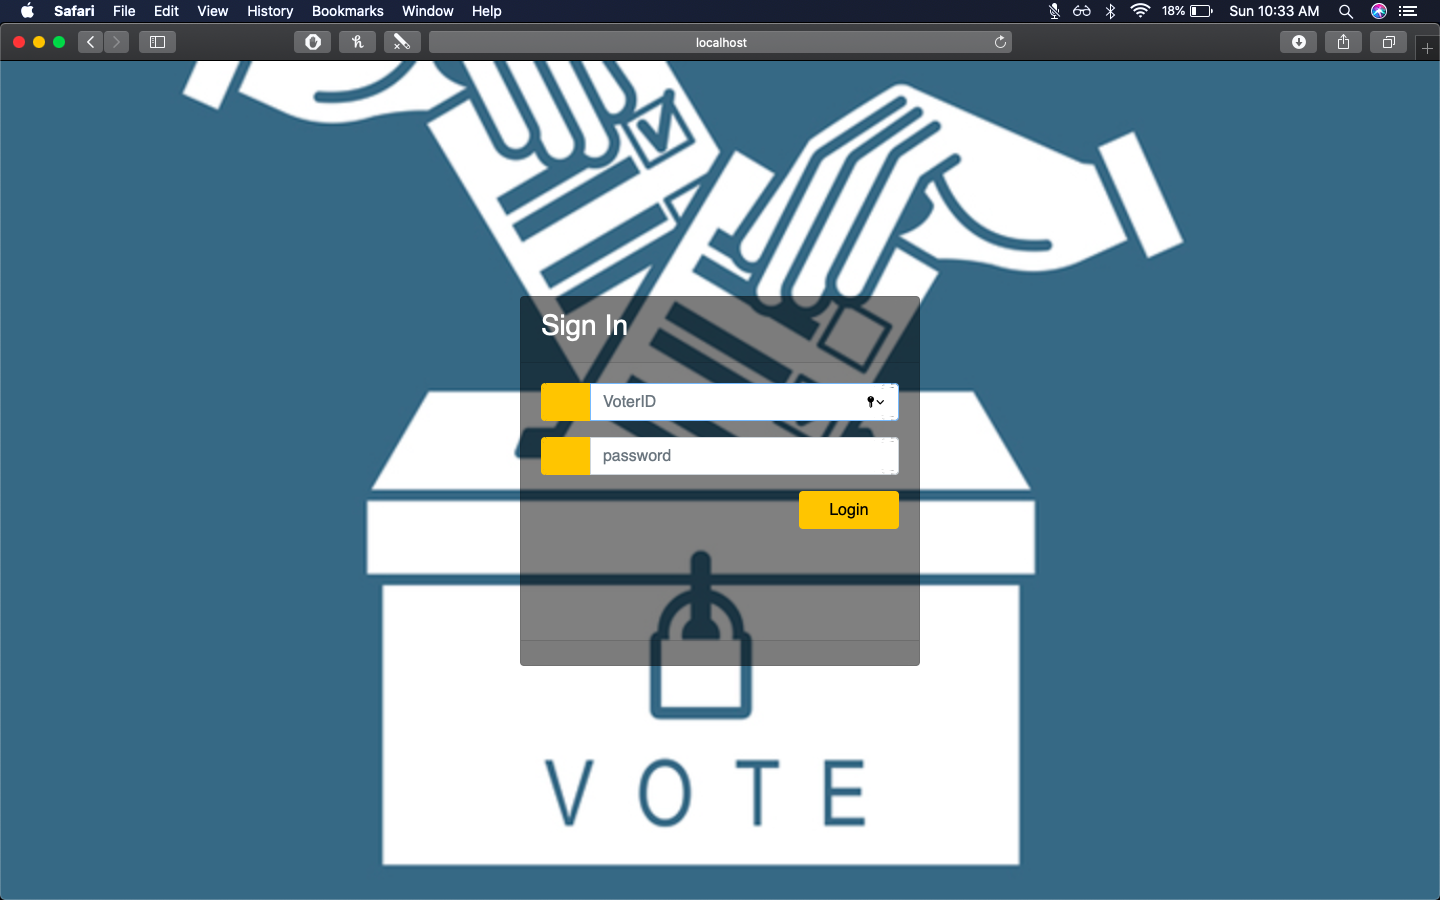 Safari File Edit View History Bookmarks Window Help 18% Sun 10:33 AM
localhost
Sign In
VoterID
password
Login
VOTE